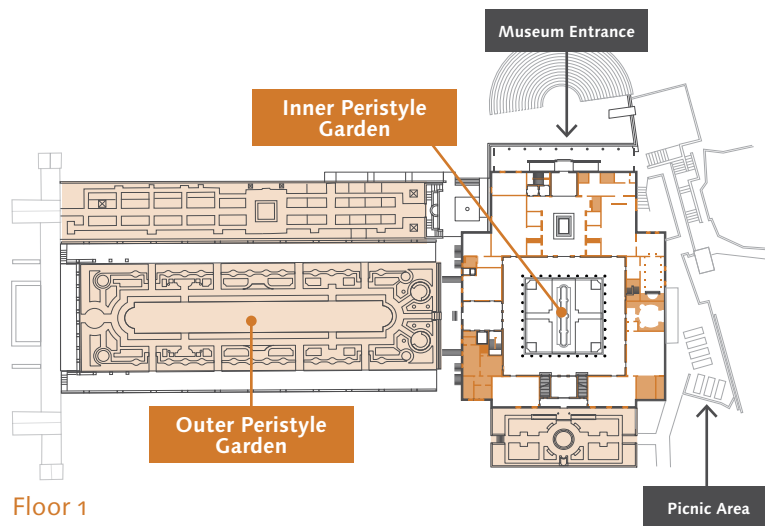 Museum Entrance
Inner Peristyle
Garden
Outer Peristyle
Garden
Floor 1
Picnic Area